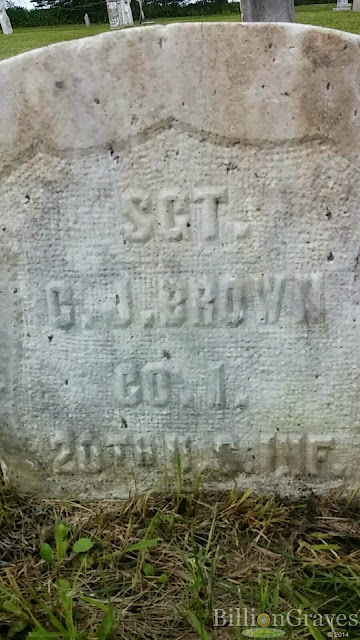 SGT.
C. J. BROWN
CO. I.
20TH U.S. INF.
BillionGraves
© 2014